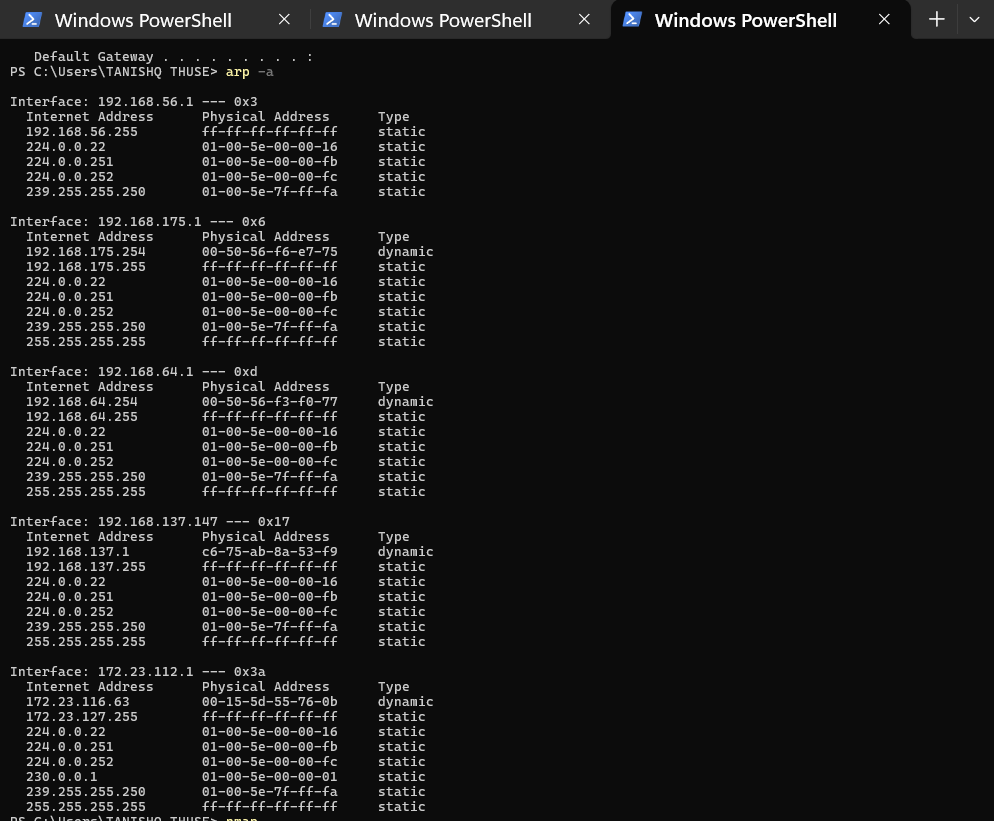 Windows PowerShell
Windows PowerShell
Windows PowerShell
Default Gateway . . . . . . . . . :
PS C:\Users\TANISHQ THUSE> arp -a
Interface: 192.168.56.1 --- 0x3
Internet Address Physical Address Type
192.168.56.255 ff-ff-ff-ff-ff-ff static
224.0.0.22 01-00-5e-00-00-16 static
224.0.0.251 01-00-5e-00-00-fb static
224.0.0.252 01-00-5e-00-00-fc static
239.255.255.250 01-00-5e-7f-ff-fa static
Interface: 192.168.175.1 --- 0x6
Internet Address Physical Address Type
192.168.175.254 00-50-56-f6-e7-75 dynamic
192.168.175.255 ff-ff-ff-ff-ff-ff static
224.0.0.22 01-00-5e-00-00-16 static
224.0.0.251 01-00-5e-00-00-fb static
224.0.0.252 01-00-5e-00-00-fc static
239.255.255.250 01-00-5e-7f-ff-fa static
255.255.255.255 ff-ff-ff-ff-ff-ff static
Interface: 192.168.64.1 --- 0xd
Internet Address Physical Address Type
192.168.64.254 00-50-56-f3-f0-77 dynamic
192.168.64.255 ff-ff-ff-ff-ff-ff static
224.0.0.22 01-00-5e-00-00-16 static
224.0.0.251 01-00-5e-00-00-fb static
224.0.0.252 01-00-5e-00-00-fc static
239.255.255.250 01-00-5e-7f-ff-fa static
255.255.255.255 ff-ff-ff-ff-ff-ff static
Interface: 192.168.137.147 --- 0x17
Internet Address Physical Address Type
192.168.137.1 c6-75-ab-8a-53-f9 dynamic
192.168.137.255 ff-ff-ff-ff-ff-ff static
224.0.0.22 01-00-5e-00-00-16 static
224.0.0.251 01-00-5e-00-00-fb static
224.0.0.252 01-00-5e-00-00-fc static
239.255.255.250 01-00-5e-7f-ff-fa static
255.255.255.255 ff-ff-ff-ff-ff-ff static
Interface: 172.23.112.1 --- 0x3a
Internet Address Physical Address Type
172.23.116.63 00-15-5d-55-76-0b dynamic
172.23.127.255 ff-ff-ff-ff-ff-ff static
224.0.0.22 01-00-5e-00-00-16 static
224.0.0.251 01-00-5e-00-00-fb static
224.0.0.252 01-00-5e-00-00-fc static
230.0.0.1 01-00-5e-00-00-01 static
239.255.255.250 01-00-5e-7f-ff-fa static
255.255.255.255 ff-ff-ff-ff-ff-ff static
PS C:\Users\TANISHQ THUSE> nmap